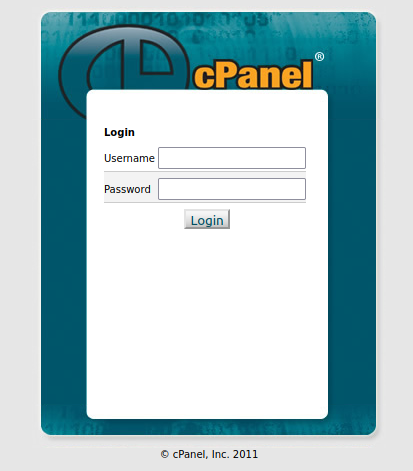 cPanel®
Login
Username
Password
Login
© cPanel, Inc. 2011